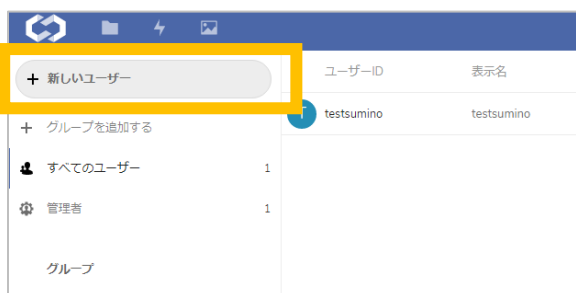 + 新しいユーザー
ユーザーID 表示名
+ グループを追加する
T testsumino testsumino
すべてのユーザー 1
管理者 1
グループ